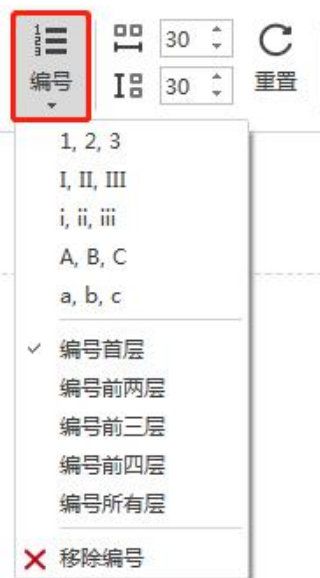 编号
30
30
重置
1, 2, 3
I, II, III
i, ii, iii
A, B, C
a, b, c
编号首层
编号前两层
编号前三层
编号前四层
编号所有层
移除编号